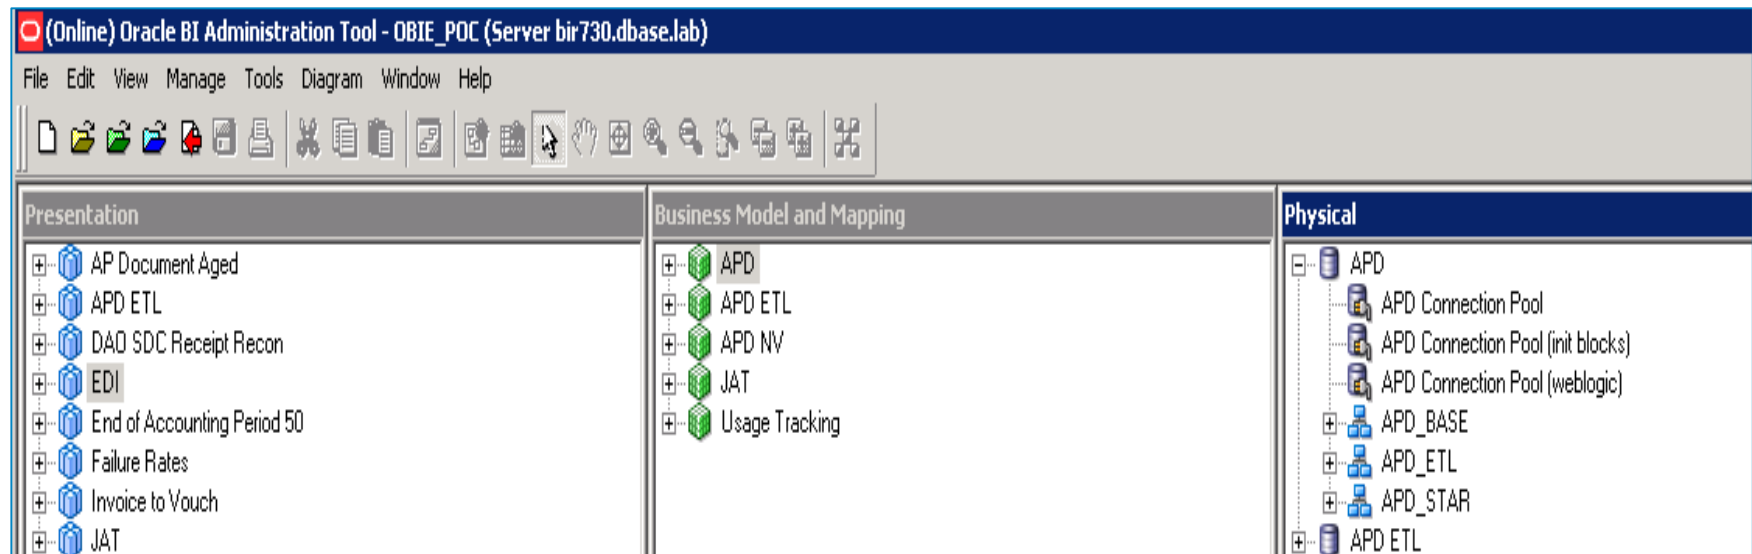 (Online) Oracle BI Administration Tool - OBIE_POC (Server bir730.dbase.lab)
File Edit View Manage Tools Diagram Window Help
Presentation
AP Document Aged
APD ETL
DAO SDC Receipt Recon
EDI
End of Accounting Period 50
Failure Rates
Invoice to Vouch
JAT
Business Model and Mapping
APD
APD ETL
APD NV
JAT
Usage Tracking
Physical
APD
APD Connection Pool
APD Connection Pool (init blocks)
APD Connection Pool (weblogic)
APD_BASE
APD_ETL
APD_STAR
APD ETL